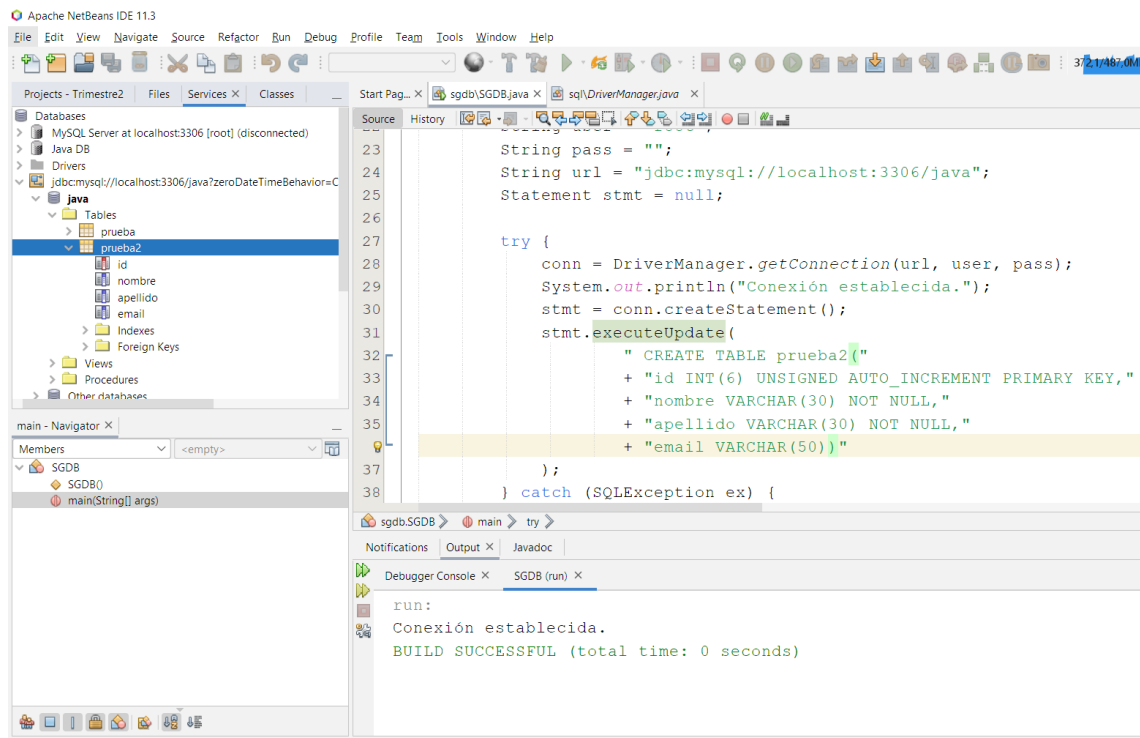 Apache NetBeans IDE 11.3
File Edit View Navigate Source Refactor Run Debug Profile Team Tools Window Help
372,1/487,0M
Projects - Trimestre2 Files Services Classes
Databases
MySQL Server at localhost:3306 [root] (disconnected)
Java DB
Drivers
jdbc:mysql://localhost:3306/java?zeroDateTimeBehavior=C
java
Tables
prueba
prueba2
id
nombre
apellido
email
Indexes
Foreign Keys
Views
Procedures
Other databases
main - Navigator
Members <empty>
SGDB
SGDB()
main(String[] args)
Start Pag... sgdb\SGDB.java sql\DriverManager.java
Source History
23 String pass = "";
24 String url = "jdbc:mysql://localhost:3306/java";
25 Statement stmt = null;
26
27 try {
28 conn = DriverManager.getConnection(url, user, pass);
29 System.out.println("Conexión establecida.");
30 stmt = conn.createStatement();
31 stmt.executeUpdate(
32 " CREATE TABLE prueba2("
33 + "id INT(6) UNSIGNED AUTO_INCREMENT PRIMARY KEY,"
34 + "nombre VARCHAR(30) NOT NULL,"
35 + "apellido VARCHAR(30) NOT NULL,"
+ "email VARCHAR(50))"
37 );
38 } catch (SQLException ex) {
sgdb.SGDB main try
Notifications Output Javadoc
Debugger Console SGDB (run)
run:
Conexión establecida.
BUILD SUCCESSFUL (total time: 0 seconds)